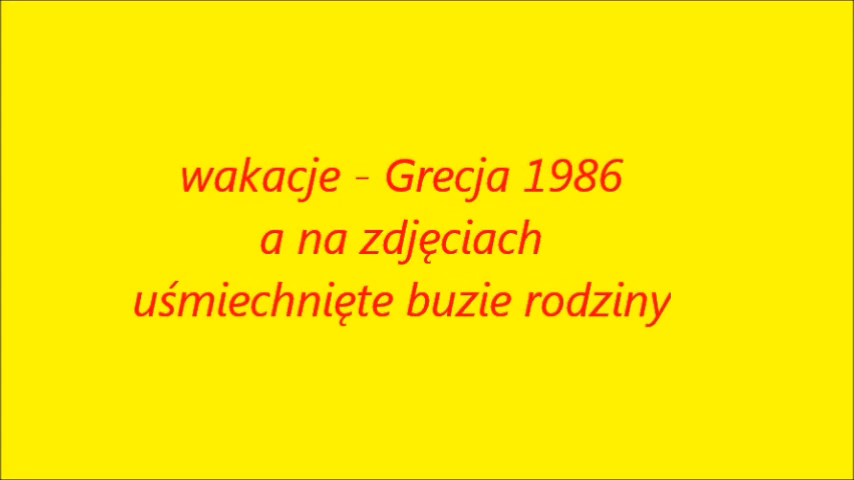 wakacje - Grecja 1986
a na zdjęciach
uśmiechnięte buzie rodziny